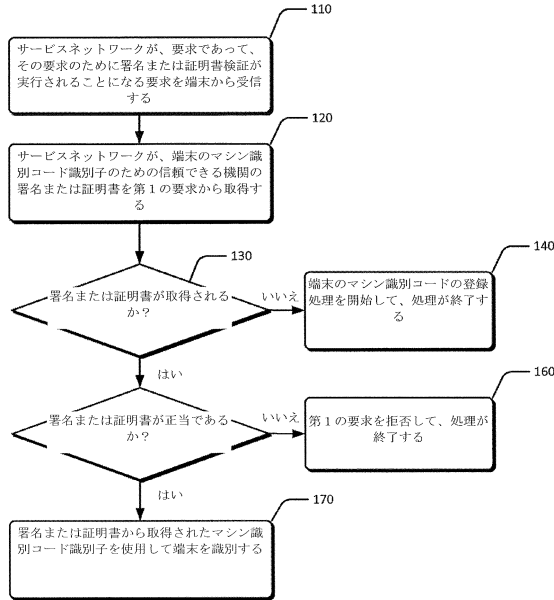 110
サービスネットワークが、要求であって、
その要求のために署名または証明書検証が
実行されることになる要求を端末から受信
する
120
サービスネットワークが、端末のマシン識
別コード識別子のための信頼できる機関の
署名または証明書を第１の要求から取得す
る
130
署名または証明書が取得される
か？
いいえ
140
端末のマシン識別コードの登録
処理を開始して、処理が終了す
る
はい
署名または証明書が正当である
か？
いいえ
160
第１の要求を拒否して、処理が
終了する
はい
170
署名または証明書から取得されたマシン識
別コード識別子を使用して端末を識別する